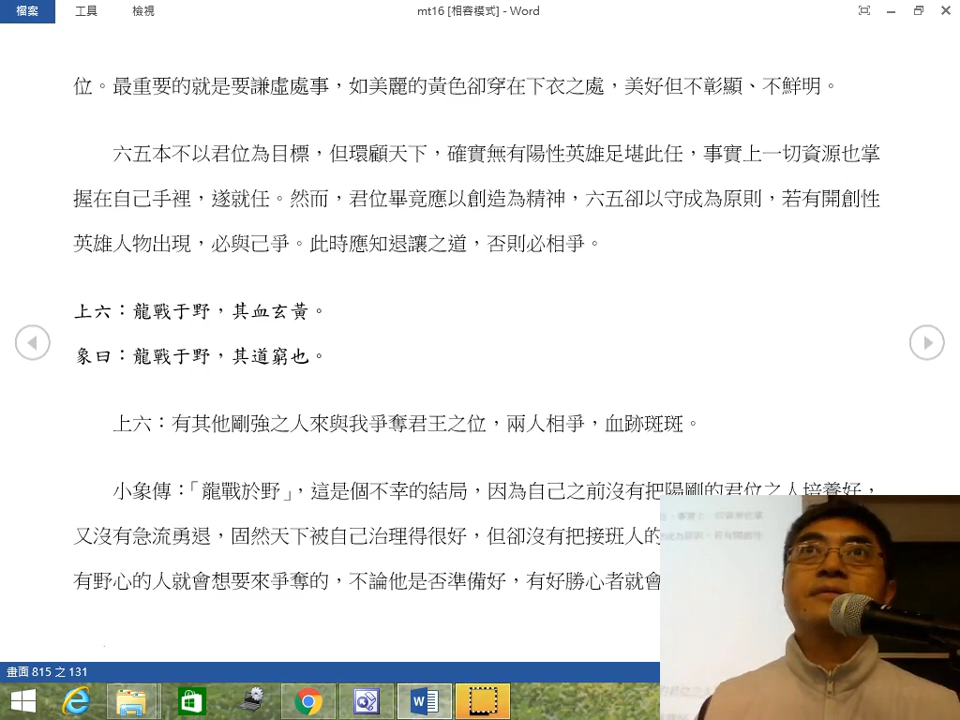 檔案 工具 檢視 mt16 [相容模式] - Word
位。最重要的就是要謙虛處事，如美麗的黃色卻穿在下衣之處，美好但不彰顯、不鮮明。
六五本不以君位為目標，但環顧天下，確實無有陽性英雄足堪此任，事實上一切資源也掌
握在自己手裡，遂就任。然而，君位畢竟應以創造為精神，六五卻以守成為原則，若有開創性
英雄人物出現，必與己爭。此時應知退讓之道，否則必相爭。
上六：龍戰于野，其血玄黃。
象曰：龍戰于野，其道窮也。
上六：有其他剛強之人來與我爭奪君王之位，兩人相爭，血跡斑斑。
小象傳：「龍戰於野」，這是個不幸的結局，因為自己之前沒有把陽剛的君位之人培養好，
又沒有急流勇退，固然天下被自己治理得很好，但卻沒有把接班人的
有野心的人就會想要來爭奪的，不論他是否準備好，有好勝心者就會
畫面 815 之 131